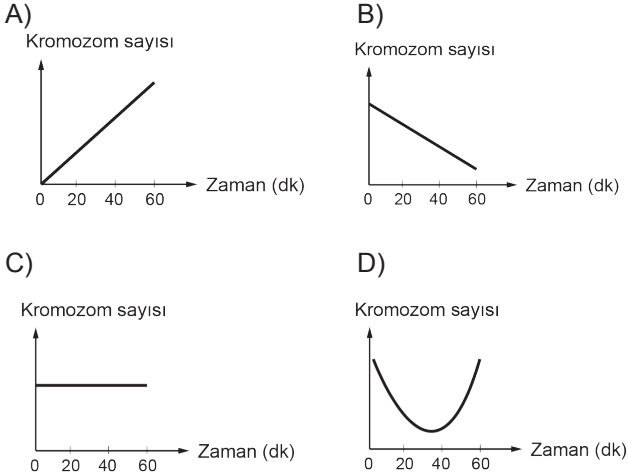 A)
Kromozom sayısı
Zaman (dk)
0 20 40 60
B)
Kromozom sayısı
Zaman (dk)
0 20 40 60
C)
Kromozom sayısı
Zaman (dk)
0 20 40 60
D)
Kromozom sayısı
Zaman (dk)
0 20 40 60